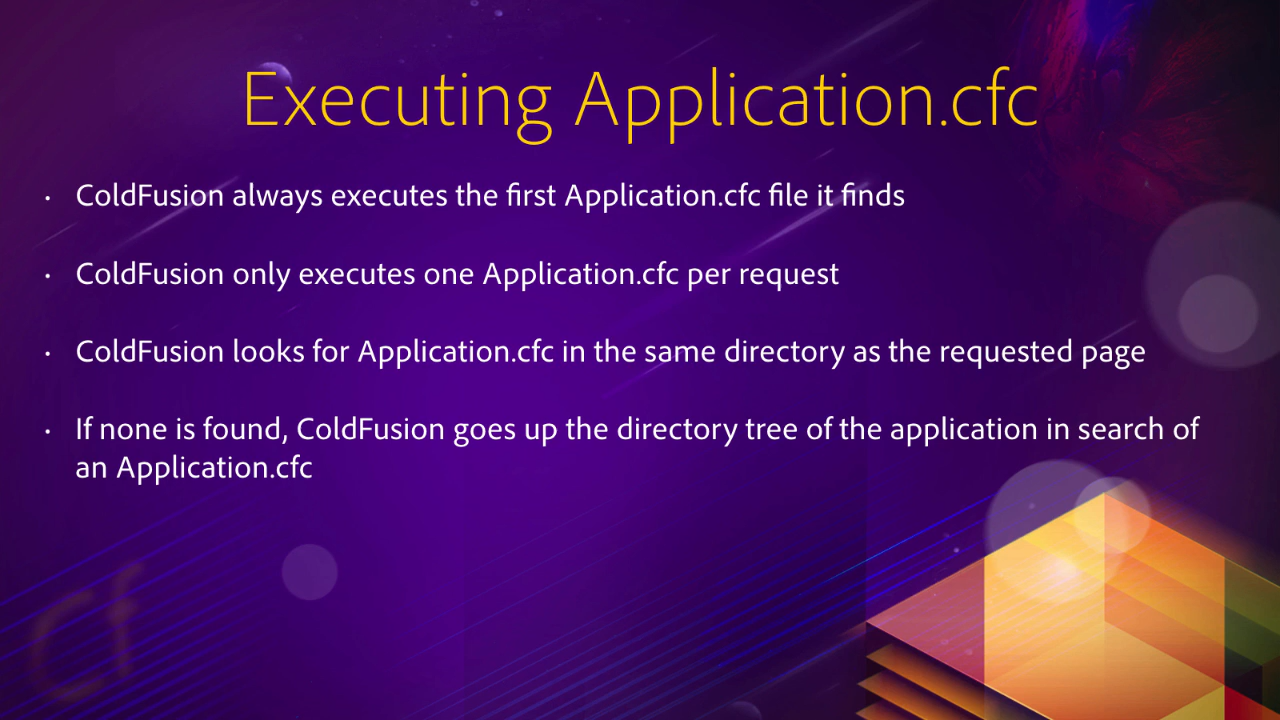 Executing Application.cfc
• ColdFusion always executes the first Application.cfc file it finds
• ColdFusion only executes one Application.cfc per request
• ColdFusion looks for Application.cfc in the same directory as the requested page
• If none is found, ColdFusion goes up the directory tree of the application in search of
an Application.cfc
Cf